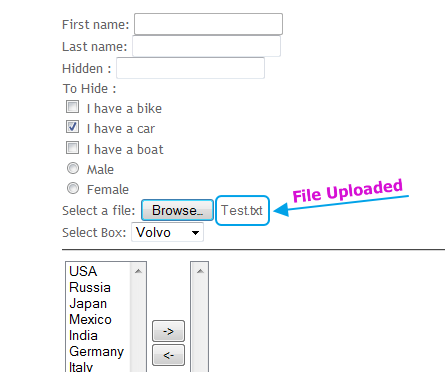 First name:
Last name:
Hidden :
To Hide :
I have a bike
I have a car
I have a boat
Male
Female
File Uploaded
Select a file: Browse... Test.txt
Select Box: Volvo
USA
Russia
Japan
Mexico
India
Germany
Italy
->
<-